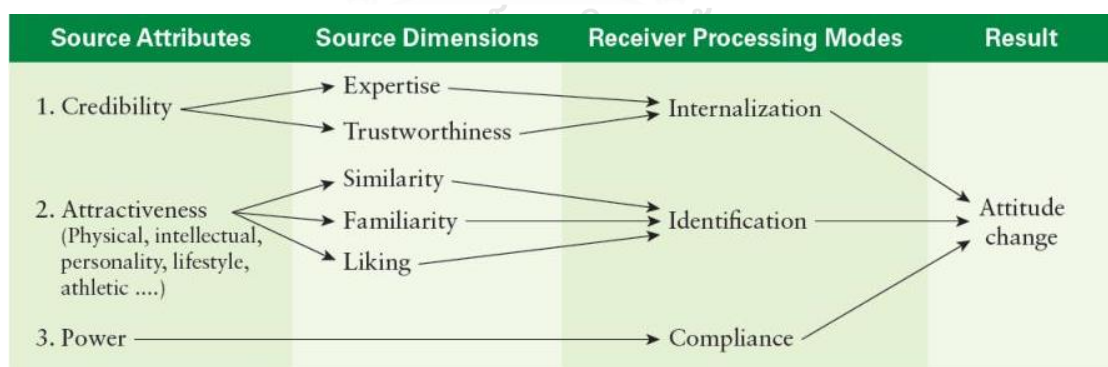 Source Attributes
Source Dimensions
Receiver Processing Modes
Result
1. Credibility
Expertise
Trustworthiness
Internalization
2. Attractiveness
(Physical, intellectual,
personality, lifestyle,
athletic ....)
Similarity
Familiarity
Liking
Identification
Attitude
change
3. Power
Compliance